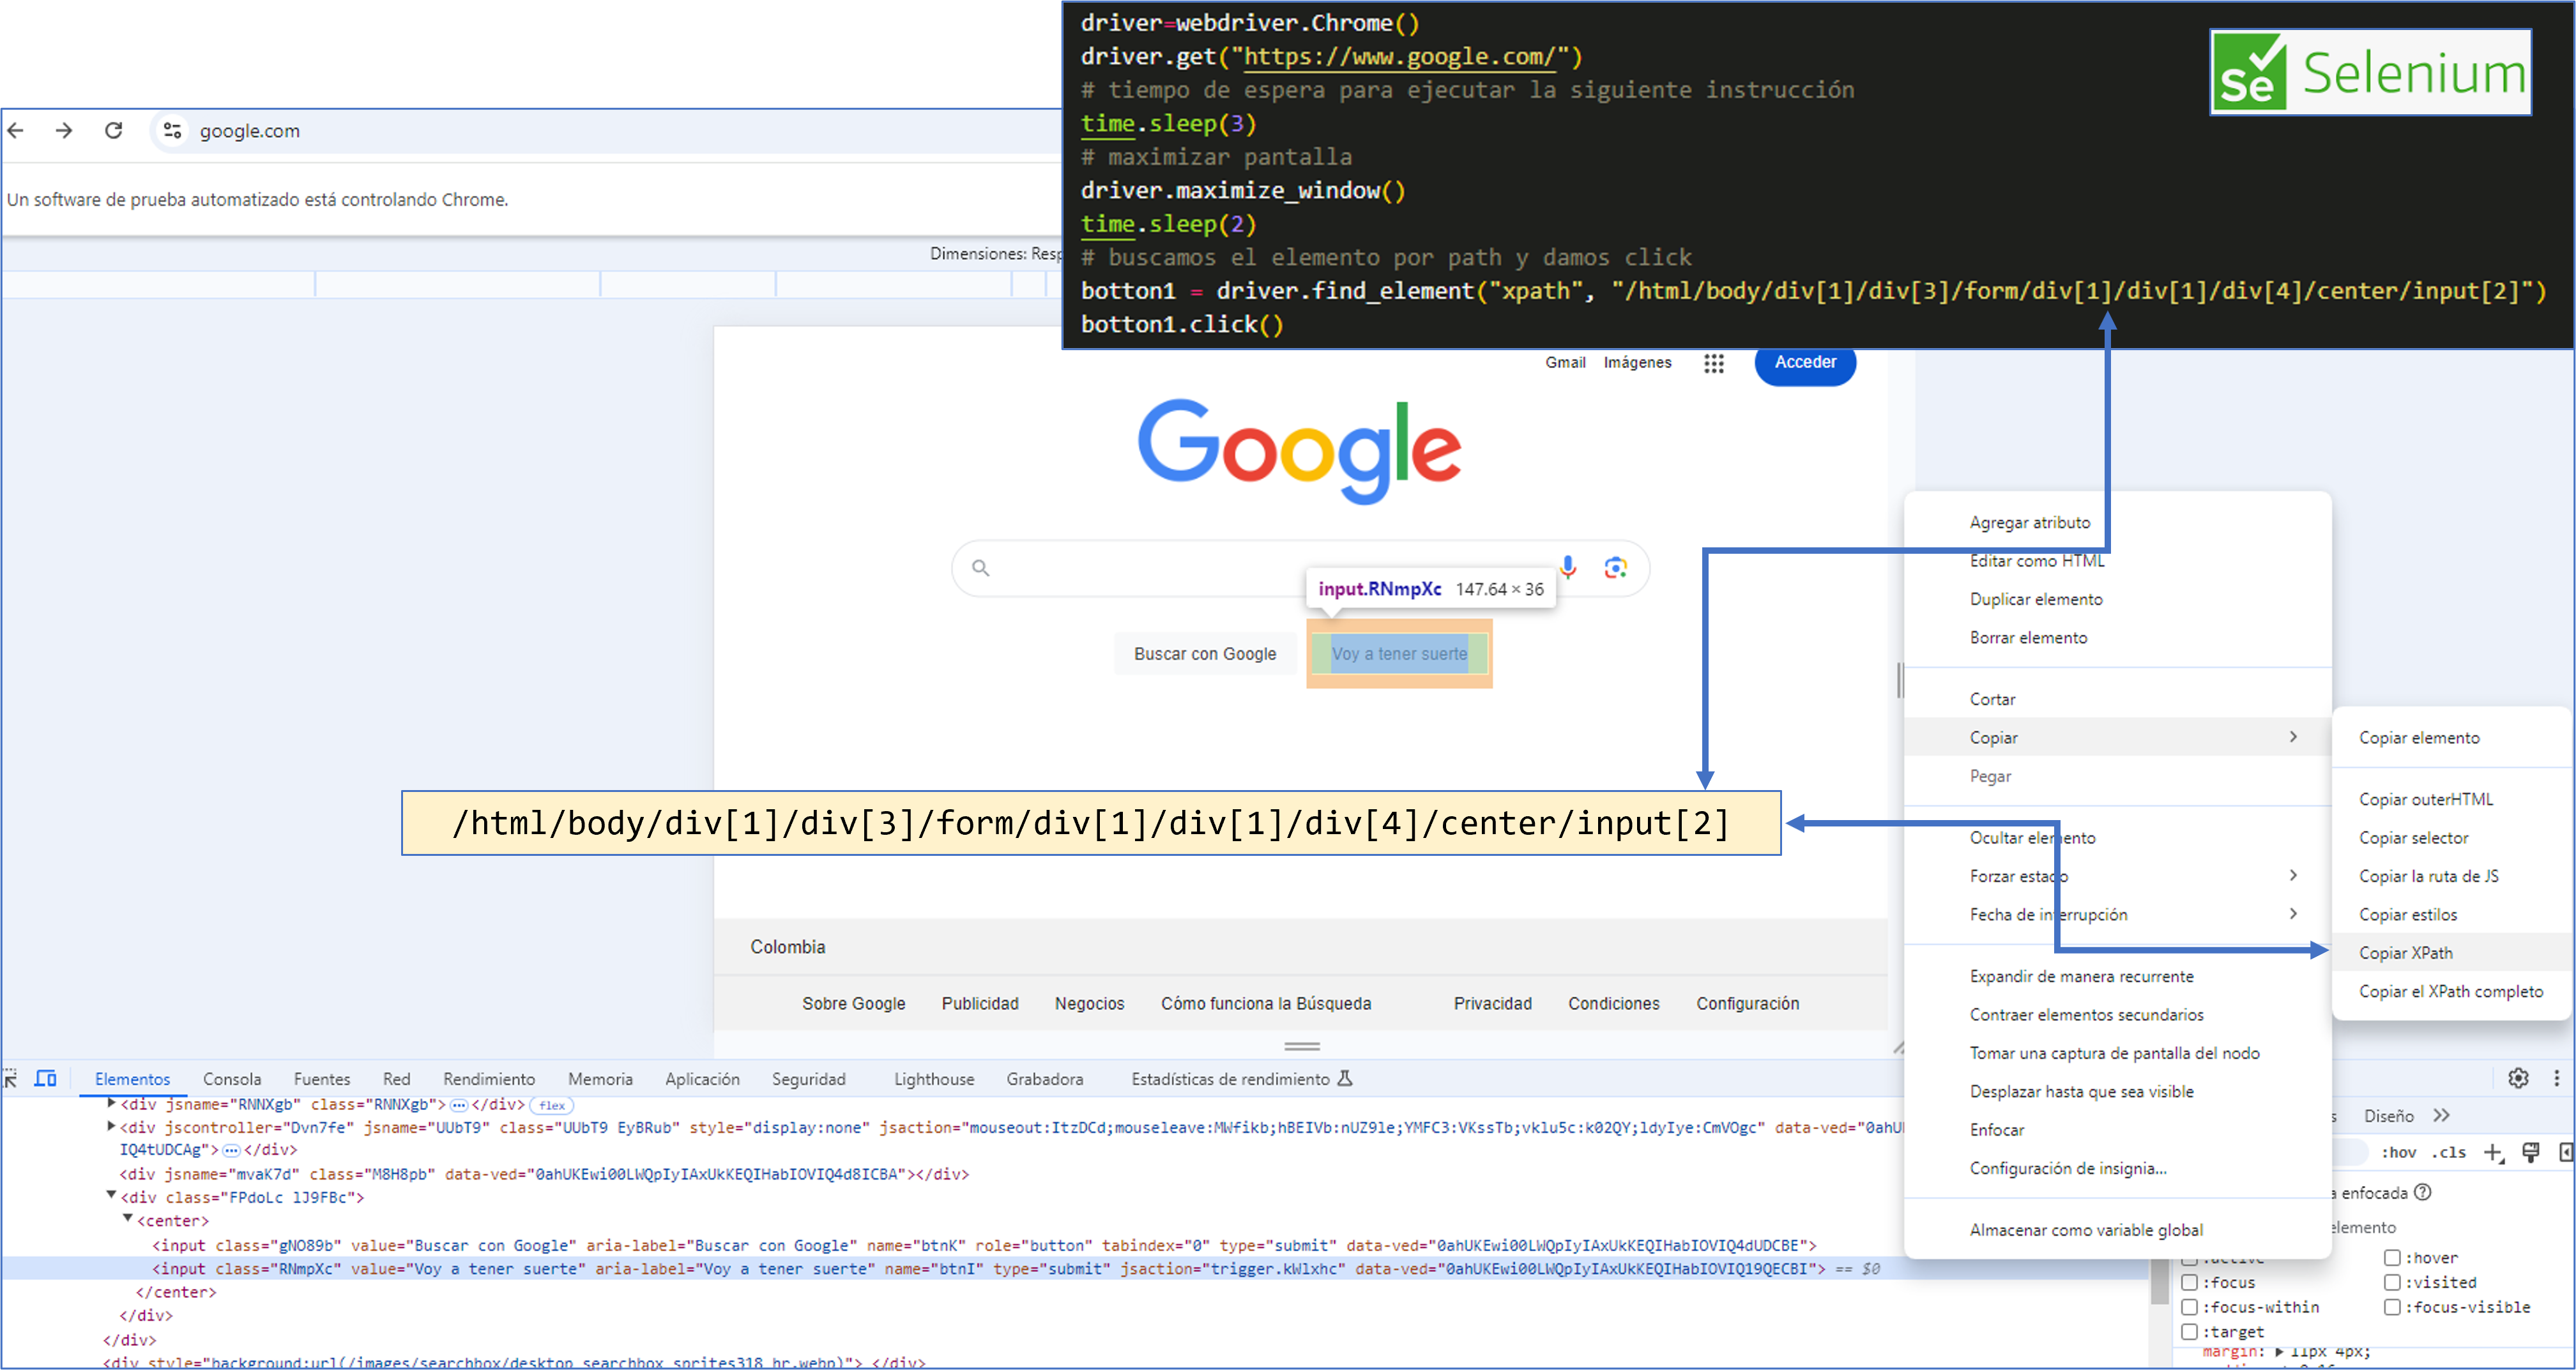 driver=webdriver.Chrome()
driver.get("https://www.google.com/")
# tiempo de espera para ejecutar la siguiente instrucción
time.sleep(3)
# maximizar pantalla
driver.maximize_window()
time.sleep(2)
# buscamos el elemento por path y damos click
botton1 = driver.find_element("xpath", "/html/body/div[1]/div[3]/form/div[1]/div[1]/div[4]/center/input[2]")
botton1.click()
Se Selenium
google.com
Un software de prueba automatizado está controlando Chrome.
Dimensiones: Resp
Gmail Imágenes Acceder
Google
input.RNmpXc 147.64 × 36
Buscar con Google Voy a tener suerte
/html/body/div[1]/div[3]/form/div[1]/div[1]/div[4]/center/input[2]
Colombia
Sobre Google Publicidad Negocios Cómo funciona la Búsqueda Privacidad Condiciones Configuración
Agregar atributo
Editar como HTML
Duplicar elemento
Borrar elemento
Cortar
Copiar
Pegar
Ocultar elemento
Forzar estado
Fecha de interrupción
Expandir de manera recurrente
Contraer elementos secundarios
Tomar una captura de pantalla del nodo
Desplazar hasta que sea visible
Enfocar
Configuración de insignia...
Almacenar como variable global
Copiar elemento
Copiar outerHTML
Copiar selector
Copiar la ruta de JS
Copiar estilos
Copiar XPath
Copiar el XPath completo
Elementos Consola Fuentes Red Rendimiento Memoria Aplicación Seguridad Lighthouse Grabadora Estadísticas de rendimiento
<div jsname="RNNXgb" class="RNNXgb">…</div> flex
<div jscontroller="Dvn7fe" jsname="UUbT9" class="UUbT9 EyBRub" style="display:none" jsaction="mouseout:ItzDCd;mouseleave:MWfikb;hBEIVb:nUZ9le;YMFC3:VKssTb;vklu5c:k02QY;ldyIye:CmVOgc" data-ved="0ahU
IQ4tUDCAg">…</div>
<div jsname="mvaK7d" class="M8H8pb" data-ved="0ahUKEwi00LWQpIyIAxUkKEQIHabIOVIQ4d8ICBA"></div>
<div class="FPdoLc lJ9FBc">
<center>
<input class="gNO89b" value="Buscar con Google" aria-label="Buscar con Google" name="btnK" role="button" tabindex="0" type="submit" data-ved="0ahUKEwi00LWQpIyIAxUkKEQIHabIOVIQ4dUDCBE">
<input class="RNmpXc" value="Voy a tener suerte" aria-label="Voy a tener suerte" name="btnI" type="submit" jsaction="trigger.kWlxhc" data-ved="0ahUKEwi00LWQpIyIAxUkKEQIHabIOVIQ19QECBI"> == $0
</center>
</div>
</div>
<div style="background:url(/images/searchbox/desktop_searchbox_sprites318_hr.webp)"> </div>
s Diseño
:hov .cls
a enfocada
elemento
:active :hover
:focus :visited
:focus-within :focus-visible
:target
margin: 11px 4px;